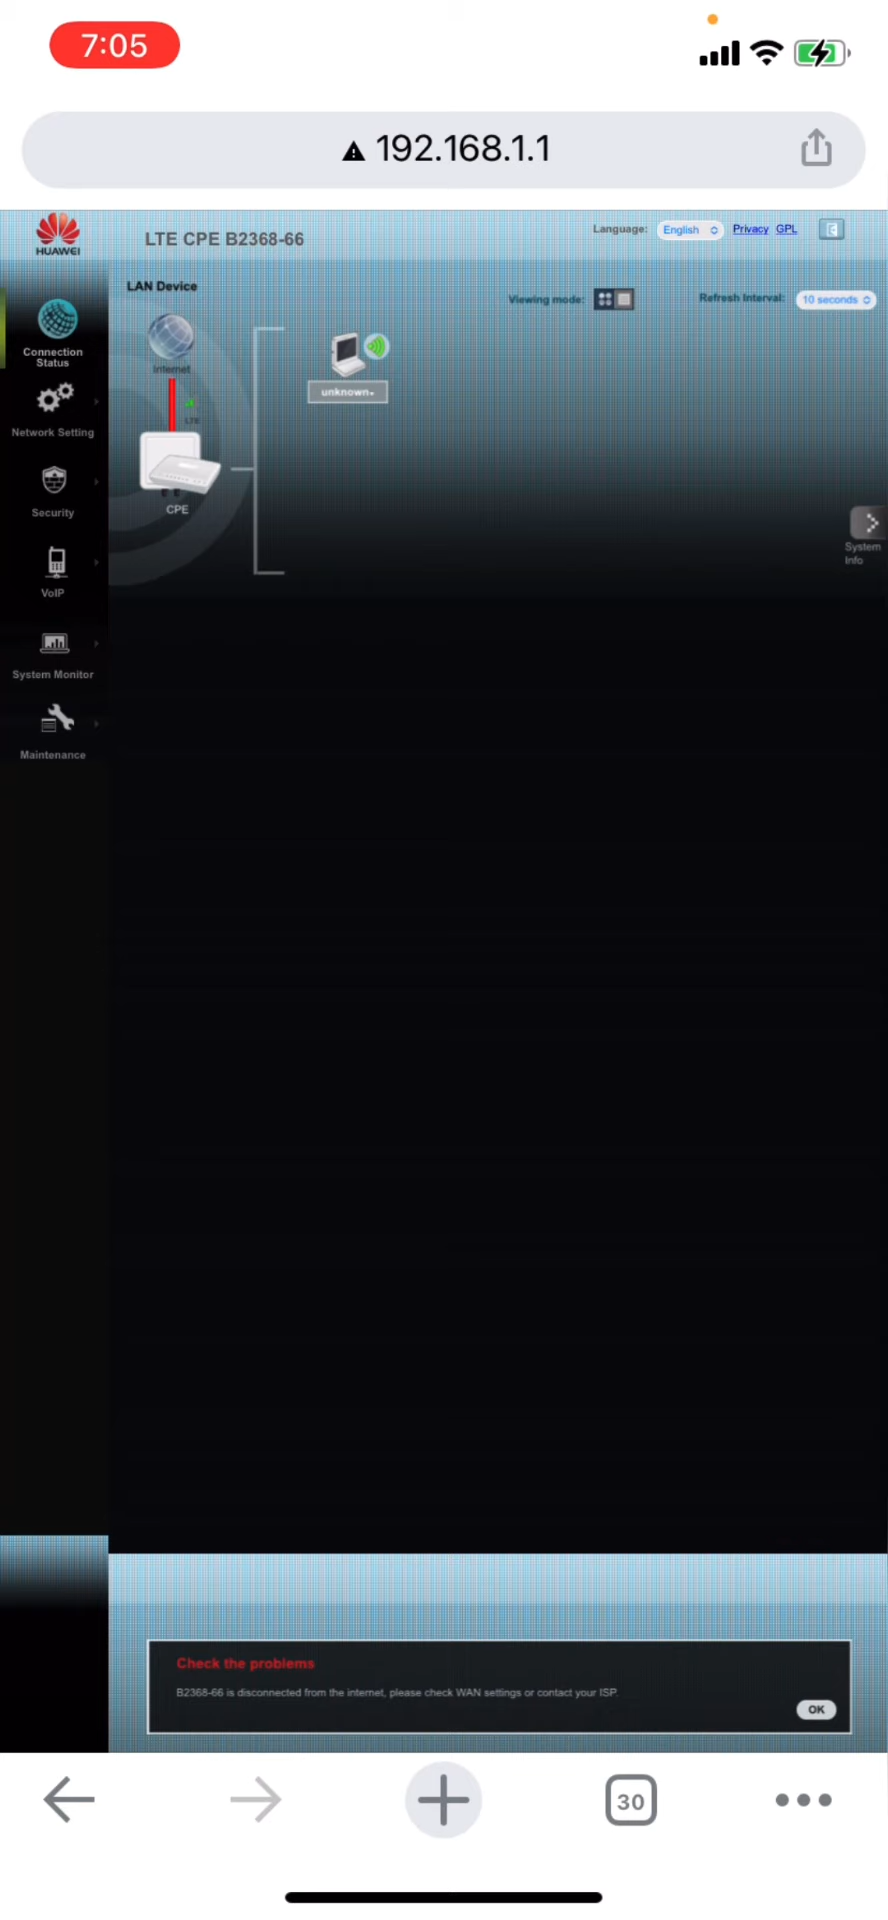 7:05
192.168.1.1
HUAWEI
LTE CPE B2368-66
Language: English Privacy GPL
LAN Device
Viewing mode:
Refresh Interval: 10 seconds
Connection
Status
Internet
unknown-
LTE
Network Setting
CPE
Security
System
Info
VoIP
System Monitor
Maintenance
Check the problems
B2368-66 is disconnected from the internet, please check WAN settings or contact your ISP.
OK
30